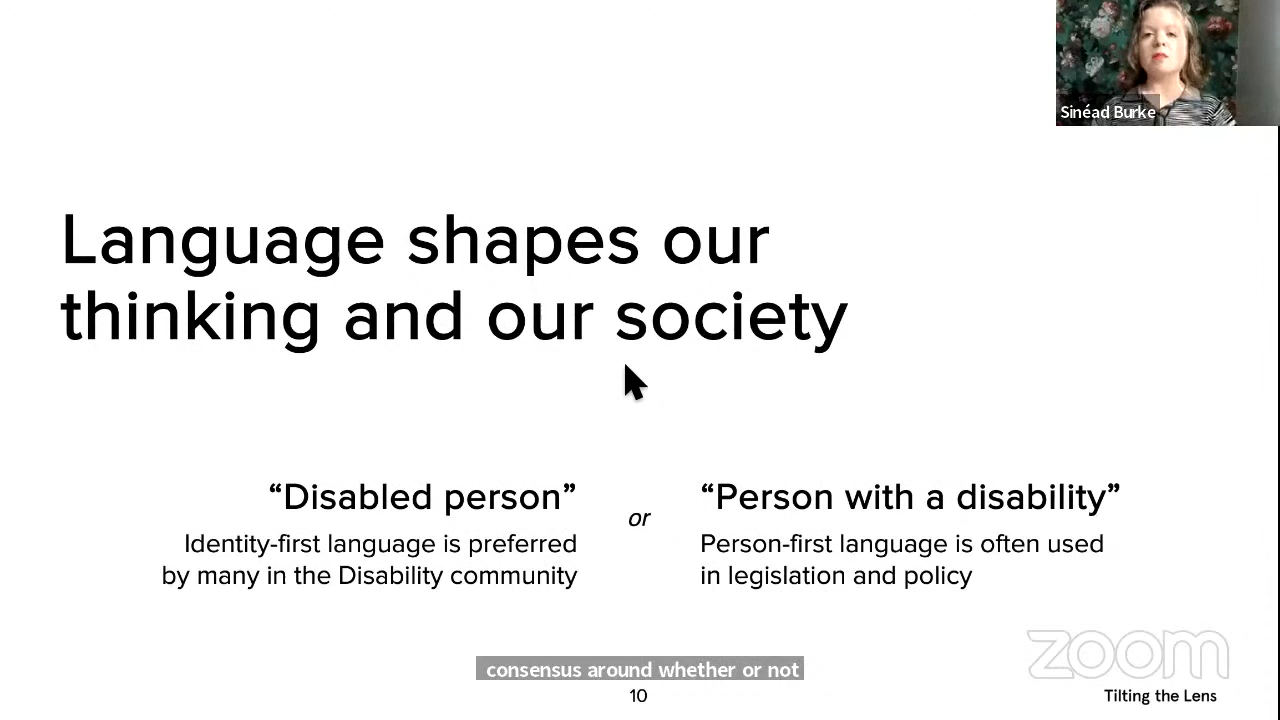 Sinéad Burke
Language shapes our
thinking and our society
“Disabled person”
Identity-first language is preferred
by many in the Disability community
or
“Person with a disability”
Person-first language is often used
in legislation and policy
consensus around whether or not
10
zoom
Tilting the Lens